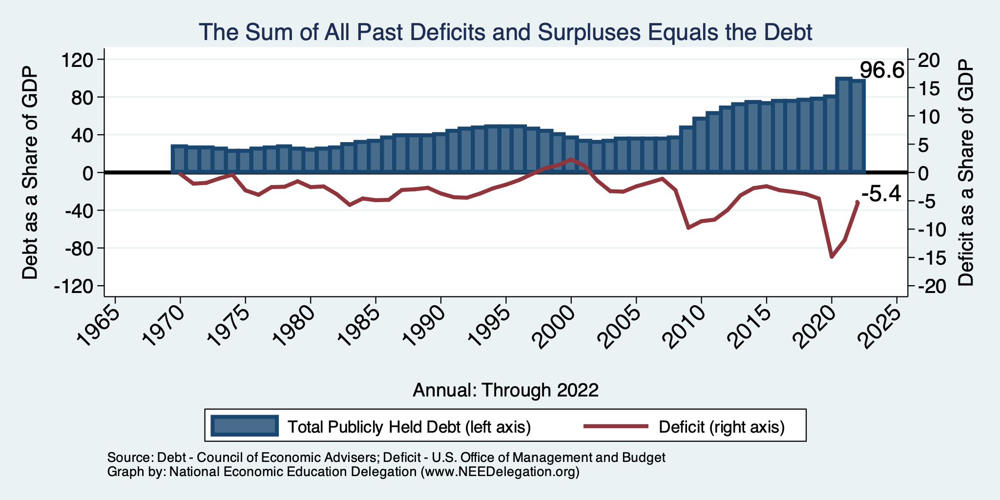 The Sum of All Past Deficits and Surpluses Equals the Debt
Debt as a Share of GDP
120
80
40
0
-40
-80
-120
96.6
-5.4
20
15
10
5
0
-5
-10
-15
-20
Deficit as a Share of GDP
1965 1970 1975 1980 1985 1990 1995 2000 2005 2010 2015 2020 2025
Annual: Through 2022
Total Publicly Held Debt (left axis) Deficit (right axis)
Source: Debt - Council of Economic Advisers; Deficit - U.S. Office of Management and Budget
Graph by: National Economic Education Delegation (www.NEEDelegation.org)